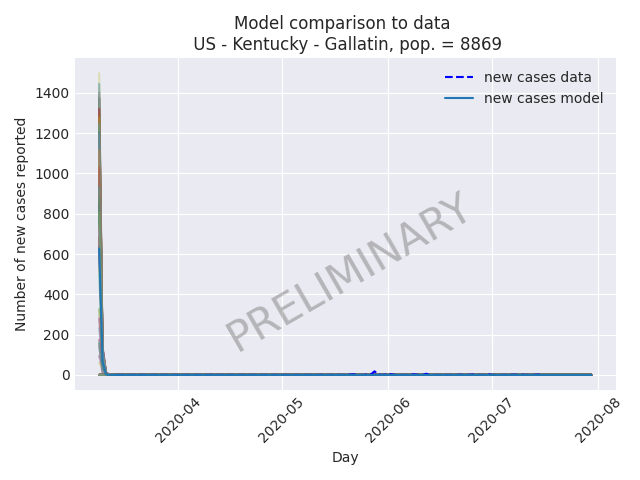 Model comparison to data
US - Kentucky - Gallatin, pop. = 8869
new cases data
new cases model
Number of new cases reported
1400
1200
1000
800
600
400
200
0
PRELIMINARY
2020-04
2020-05
2020-06
2020-07
2020-08
Day